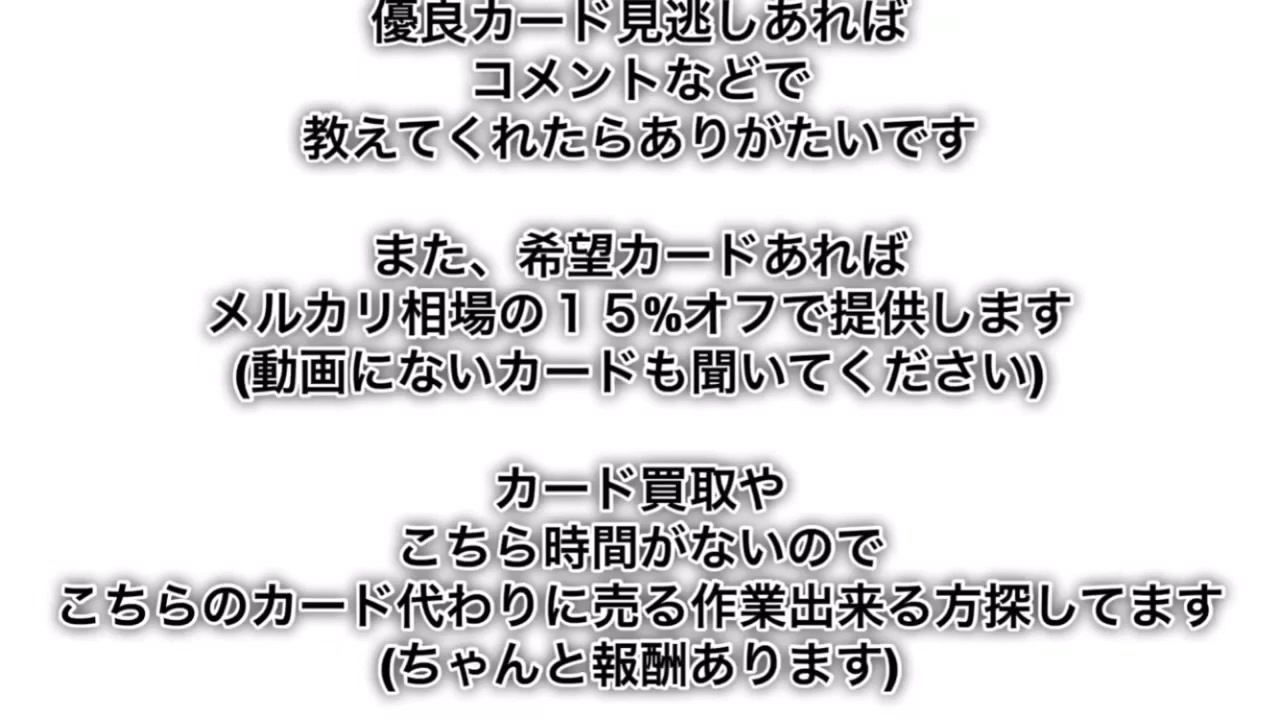 優良カード見逃しあれば
コメントなどで
教えてくれたらありがたいです
また、希望カードあれば
メルカリ相場の１５%オフで提供します
(動画にないカードも聞いてください)
カード買取や
こちら時間がないので
こちらのカード代わりに売る作業出来る方探してます
(ちゃんと報酬あります)